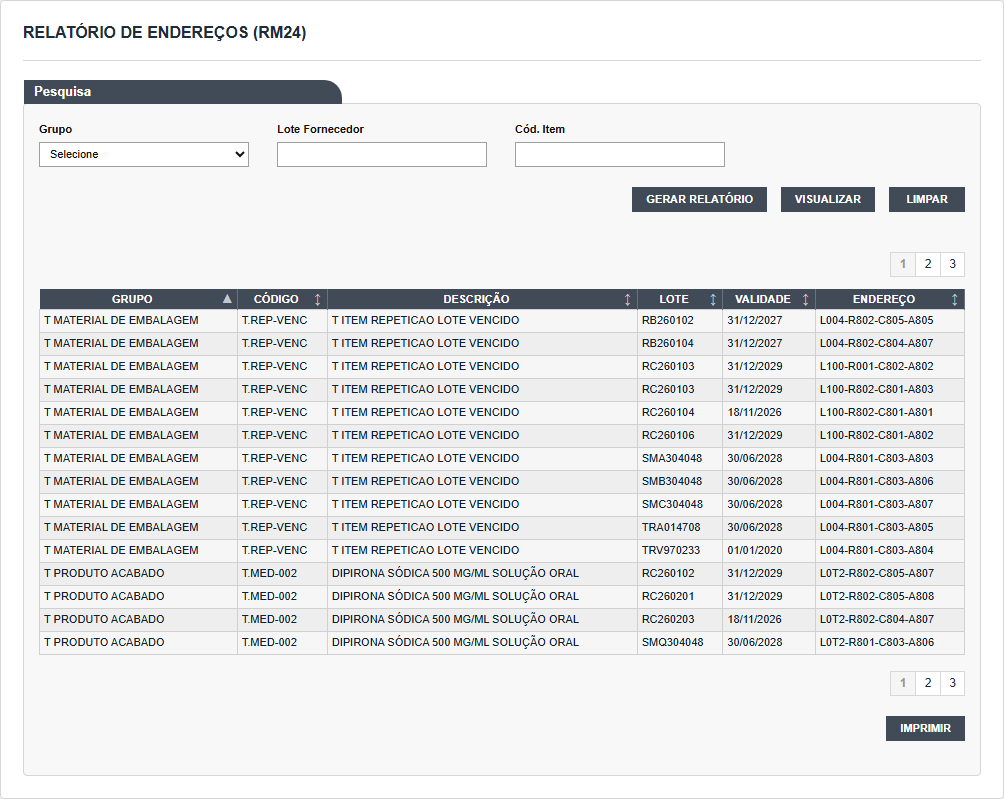 RELATÓRIO DE ENDEREÇOS (RM24)
Pesquisa
Grupo Lote Fornecedor Cód. Item
Selecione
GERAR RELATÓRIO VISUALIZAR LIMPAR
1 2 3
GRUPO CÓDIGO DESCRIÇÃO LOTE VALIDADE ENDEREÇO
T MATERIAL DE EMBALAGEM T.REP-VENC T ITEM REPETICAO LOTE VENCIDO RB260102 31/12/2027 L004-R802-C805-A805
T MATERIAL DE EMBALAGEM T.REP-VENC T ITEM REPETICAO LOTE VENCIDO RB260104 31/12/2027 L004-R802-C804-A807
T MATERIAL DE EMBALAGEM T.REP-VENC T ITEM REPETICAO LOTE VENCIDO RC260103 31/12/2029 L100-R001-C802-A802
T MATERIAL DE EMBALAGEM T.REP-VENC T ITEM REPETICAO LOTE VENCIDO RC260103 31/12/2029 L100-R802-C801-A803
T MATERIAL DE EMBALAGEM T.REP-VENC T ITEM REPETICAO LOTE VENCIDO RC260104 18/11/2026 L100-R802-C801-A801
T MATERIAL DE EMBALAGEM T.REP-VENC T ITEM REPETICAO LOTE VENCIDO RC260106 31/12/2029 L100-R802-C801-A802
T MATERIAL DE EMBALAGEM T.REP-VENC T ITEM REPETICAO LOTE VENCIDO SMA304048 30/06/2028 L004-R801-C803-A803
T MATERIAL DE EMBALAGEM T.REP-VENC T ITEM REPETICAO LOTE VENCIDO SMB304048 30/06/2028 L004-R801-C803-A806
T MATERIAL DE EMBALAGEM T.REP-VENC T ITEM REPETICAO LOTE VENCIDO SMC304048 30/06/2028 L004-R801-C803-A807
T MATERIAL DE EMBALAGEM T.REP-VENC T ITEM REPETICAO LOTE VENCIDO TRA014708 30/06/2028 L004-R801-C803-A805
T MATERIAL DE EMBALAGEM T.REP-VENC T ITEM REPETICAO LOTE VENCIDO TRV970233 01/01/2020 L004-R801-C803-A804
T PRODUTO ACABADO T.MED-002 DIPIRONA SÓDICA 500 MG/ML SOLUÇÃO ORAL RC260102 31/12/2029 L0T2-R802-C805-A807
T PRODUTO ACABADO T.MED-002 DIPIRONA SÓDICA 500 MG/ML SOLUÇÃO ORAL RC260201 31/12/2029 L0T2-R802-C805-A808
T PRODUTO ACABADO T.MED-002 DIPIRONA SÓDICA 500 MG/ML SOLUÇÃO ORAL RC260203 18/11/2026 L0T2-R802-C804-A807
T PRODUTO ACABADO T.MED-002 DIPIRONA SÓDICA 500 MG/ML SOLUÇÃO ORAL SMQ304048 30/06/2028 L0T2-R801-C803-A806
1 2 3
IMPRIMIR